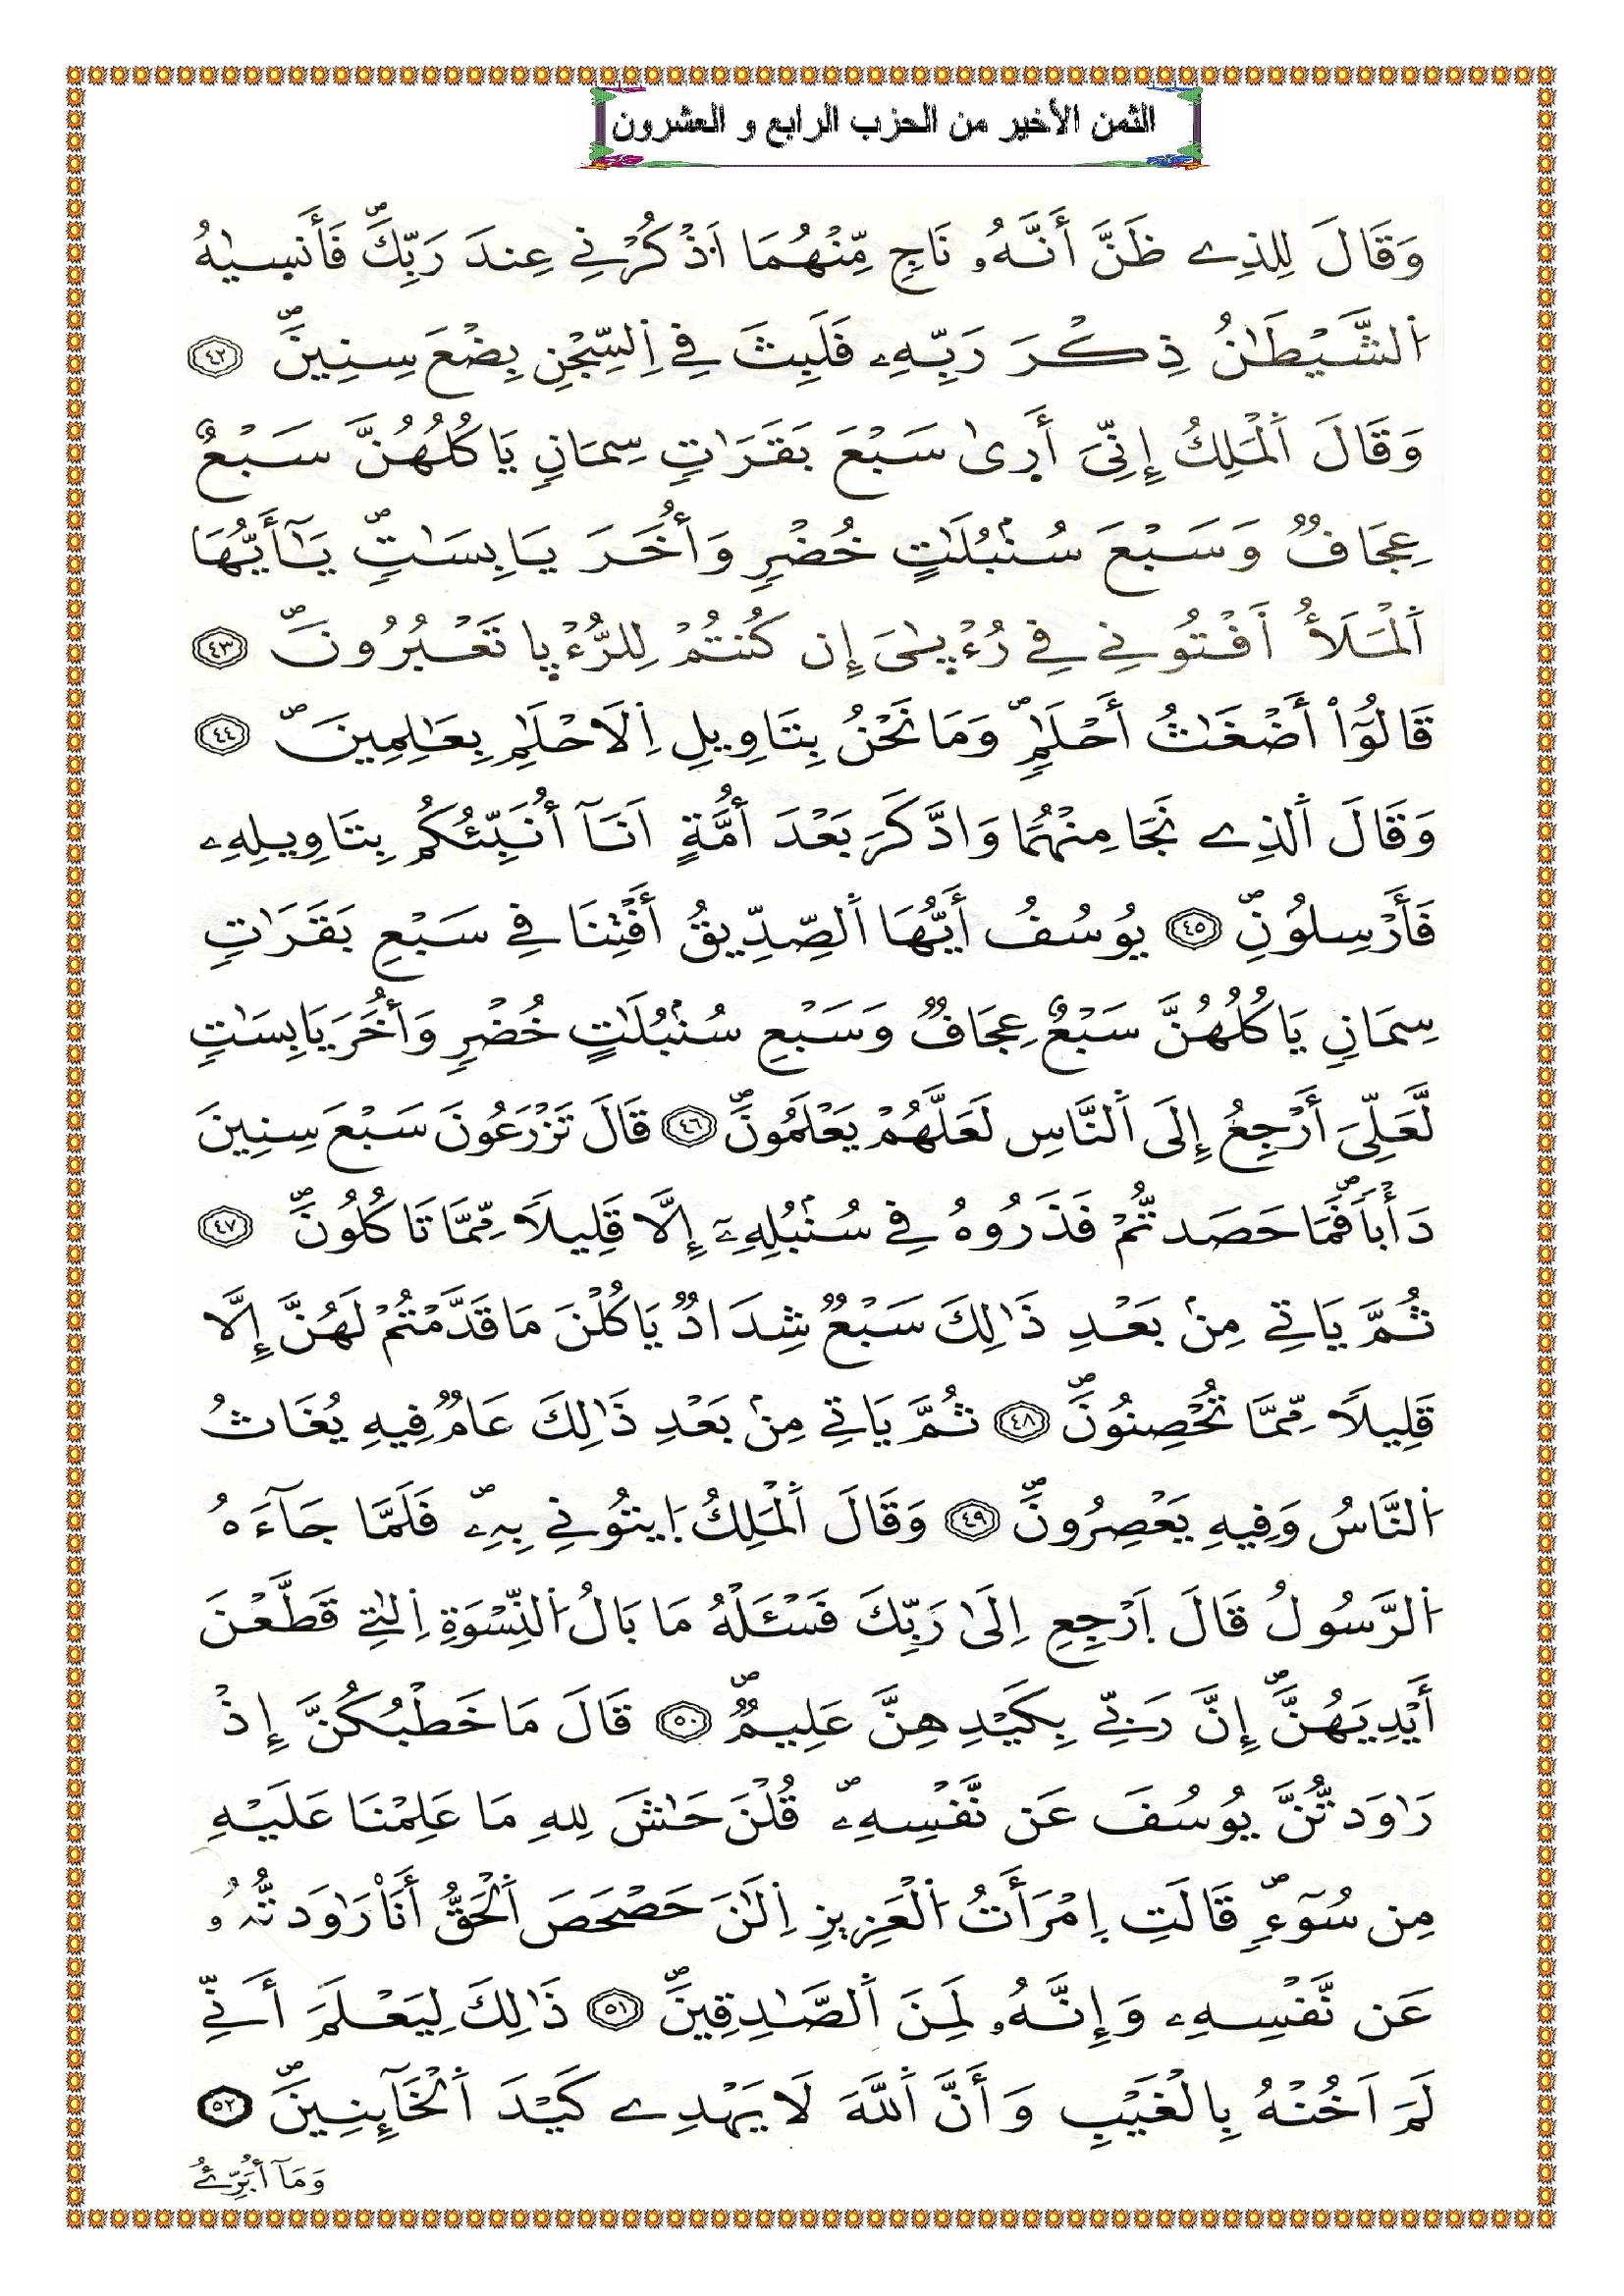 الثمن الأخير من الحزب الرابع و العشرون
وَقَالَ لِلذِے ظَنَّ أَنَّهُۥ نَاجٖ مِّنْهُمَا اَ۟ذْكُرْنِے عِندَ رَبِّكَۖ فَأَنس۪يٰهُ
اُ۬لشَّيْطَٰنُ ذِكْرَ رَبِّهِۦ فَلَبِثَ فِے اِ۬لسِّجْنِ بِضْعَ سِنِينَۖ ٤٢
وَقَالَ اَ۬لْمَلِكُ إِنِّيَ أَر۪ىٰ سَبْعَ بَقَرَٰتٖ سِمَانٖ يَاكُلُهُنَّ سَبْعٌ
عِجَافٞ وَسَبْعَ سُنۢبُلَٰتٍ خُضْرٖ وَأُخَرَ يَابِسَٰتٖۖ يَٰٓأَيُّهَا
اَ۬لْمَلَأُ اَ۬فْتُونِے فِے رُءْيٰ۪يَ إِن كُنتُمْ لِلرُّءْي۪ا تَعْبُرُونَۖ ٤٣
قَالُوٓاْ أَضْغَٰثُ أَحْلَٰمٖۖ وَمَا نَحْنُ بِتَاوِيلِ اِ۬لَاحْلَٰمِ بِعَٰلِمِينَۖ ٤٤
وَقَالَ اَ۬لذِے نَجَا مِنْهُمَا وَادَّكَرَ بَعْدَ أُمَّةٍ اَنَآ أُنَبِّئُكُم بِتَاوِيلِهِۦ
فَأَرْسِلُونِۖ ٤٥ يُوسُفُ أَيُّهَا اَ۬لصِّدِّيقُ أَفْتِنَا فِے سَبْعِ بَقَرَٰتٖ
سِمَانٖ يَاكُلُهُنَّ سَبْعٌ عِجَافٞ وَسَبْعِ سُنۢبُلَٰتٍ خُضْرٖ وَأُخَرَ يَابِسَٰتٖ
لَّعَلِّيَ أَرْجِعُ إِلَى اَ۬لنَّاسِ لَعَلَّهُمْ يَعْلَمُونَۖ ٤٦ قَالَ تَزْرَعُونَ سَبْعَ سِنِينَ
دَأْباٗۖ فَمَا حَصَدتُّمْ فَذَرُوهُ فِے سُنۢبُلِهِۦٓ إِلَّا قَلِيلاٗ مِّمَّا تَاكُلُونَۖ ٤٧
ثُمَّ يَاتِے مِنۢ بَعْدِ ذَٰلِكَ سَبْعٞ شِدَادٞ يَاكُلْنَ مَا قَدَّمْتُمْ لَهُنَّ إِلَّا
قَلِيلاٗ مِّمَّا تُحْصِنُونَۖ ٤٨ ثُمَّ يَاتِے مِنۢ بَعْدِ ذَٰلِكَ عَامٞ فِيهِ يُغَاثُ
اُ۬لنَّاسُ وَفِيهِ يَعْصِرُونَۖ ٤٩ وَقَالَ اَ۬لْمَلِكُ اُ۪يتُونِے بِهِۦۖ فَلَمَّا جَآءَهُ
اُ۬لرَّسُولُ قَالَ اَ۪رْجِعِ اِلَىٰ رَبِّكَ فَسْـَٔلْهُ مَا بَالُ اُ۬لنِّسْوَةِ اِ۬لٰتِے قَطَّعْنَ
أَيْدِيَهُنَّۖ إِنَّ رَبِّے بِكَيْدِهِنَّ عَلِيمٞۖ ٥٠ قَالَ مَا خَطْبُكُنَّ إِذْ
رَٰوَدتُّنَّ يُوسُفَ عَن نَّفْسِهِۦۖ قُلْنَ حَٰشَ لِلهِ مَا عَلِمْنَا عَلَيْهِ
مِن سُوٓءٖۖ قَالَتِ اِ۪مْرَأَتُ اُ۬لْعَزِيزِ اِ۬لَٰنَ حَصْحَصَ اَ۬لْحَقُّ أَنَا۠ رَٰوَدتُّهُۥ
عَن نَّفْسِهِۦ وَإِنَّهُۥ لَمِنَ اَ۬لصَّٰدِقِينَۖ ٥١ ذَٰلِكَ لِيَعْلَمَ أَنِّے
لَمَ اَخُنْهُ بِالْغَيْبِ وَأَنَّ اَ۬للَّهَ لَا يَهْدِے كَيْدَ اَ۬لْخَآئِنِينَۖ ٥٢
وَمَآ أُبَرِّئُ